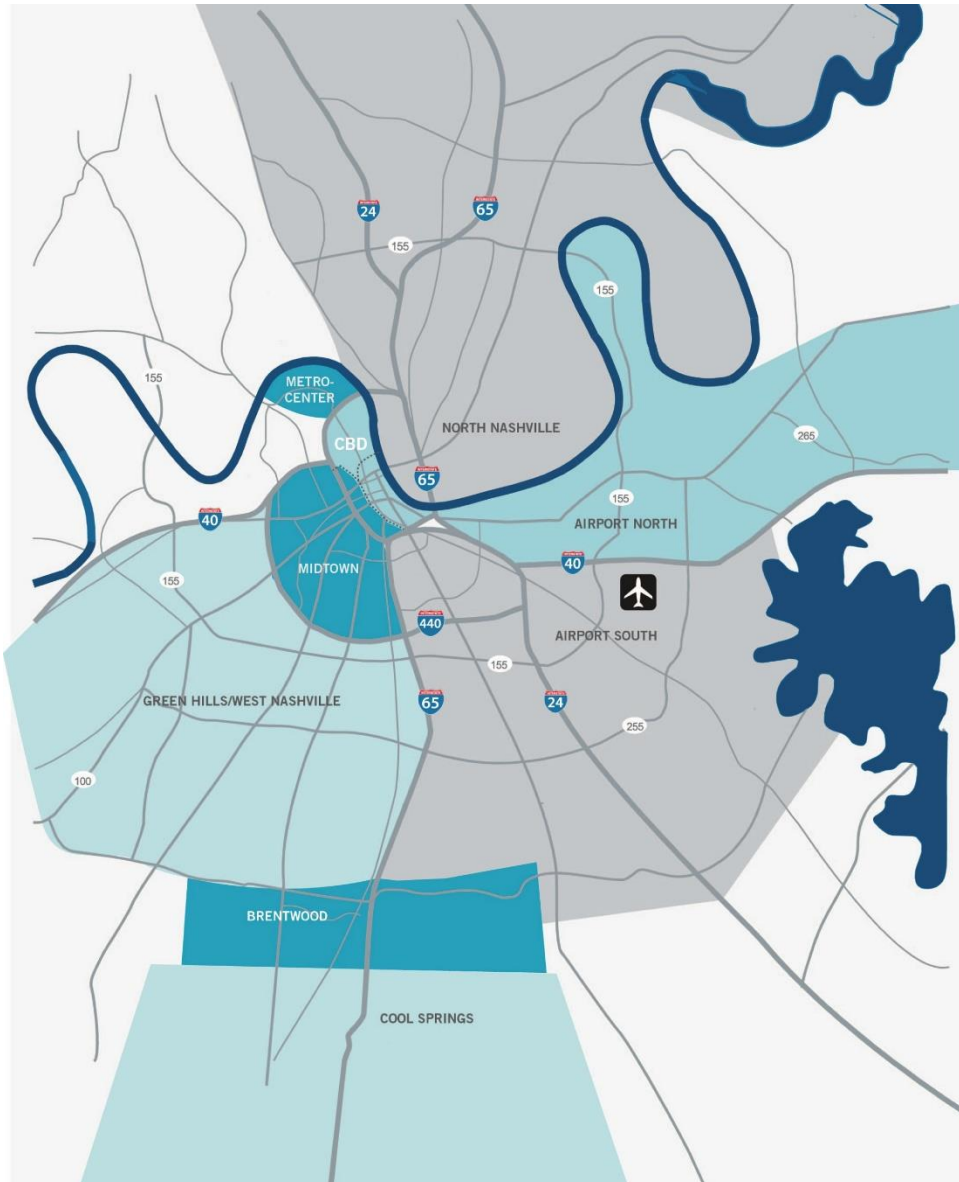 24
65
155
155
155
METRO-
CENTER
CBD
NORTH NASHVILLE
265
65
155
40
AIRPORT NORTH
40
MIDTOWN
155
440
AIRPORT SOUTH
155
GREEN HILLS/WEST NASHVILLE
65
24
255
100
BRENTWOOD
COOL SPRINGS